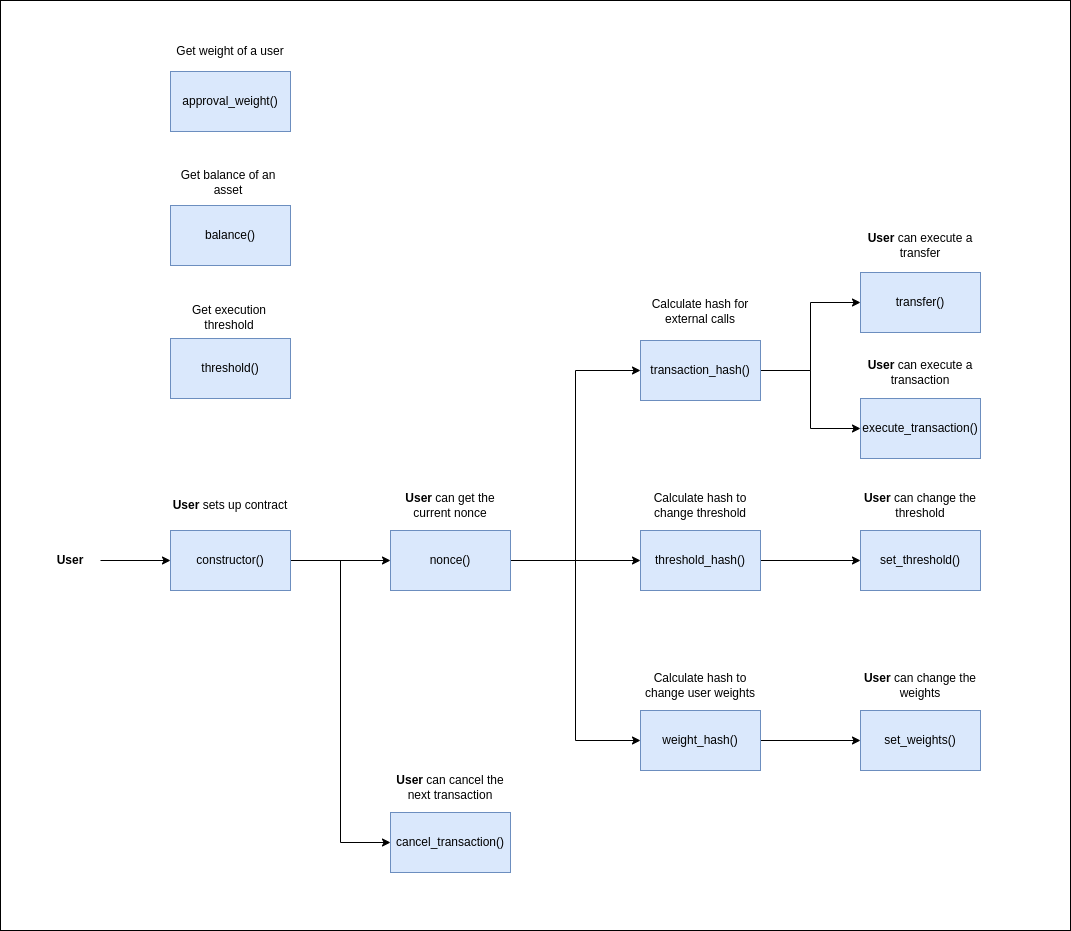 Get weight of a user
approval_weight()
Get balance of an
asset
balance()
Get execution
threshold
threshold()
User
User sets up contract
constructor()
User can get the
current nonce
nonce()
User can cancel the
next transaction
cancel_transaction()
Calculate hash for
external calls
transaction_hash()
User can execute a
transfer
transfer()
User can execute a
transaction
execute_transaction()
Calculate hash to
change threshold
threshold_hash()
User can change the
threshold
set_threshold()
Calculate hash to
change user weights
weight_hash()
User can change the
weights
set_weights()